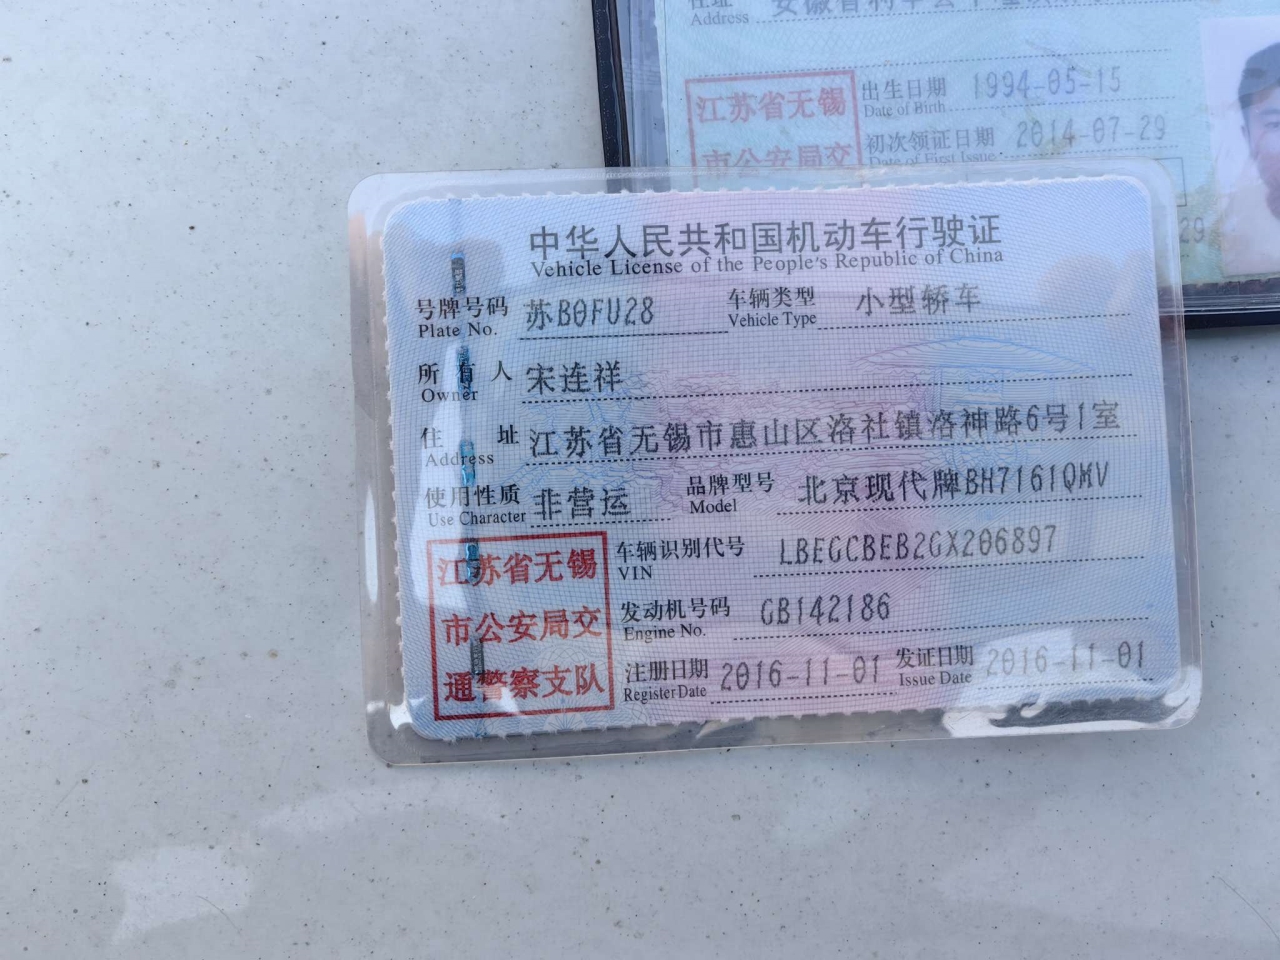 Address
江苏省无锡
出生日期 1994-05-15
Date of Birth
市公安局交
初次领证日期 2014-07-29
Date of First Issue
29
中华人民共和国机动车行驶证
Vehicle License of the People's Republic of China
号牌号码 苏B0FU28 车辆类型 小型轿车
Plate No. Vehicle Type
所有人 宋连祥
Owner
住址 江苏省无锡市惠山区洛社镇洛神路6号1室
Address
使用性质 非营运 品牌型号 北京现代牌BH7161QMV
Use Character Model
江苏省无锡
市公安局交
通警察支队
车辆识别代号 LBEGCBEB2GX206897
VIN
发动机号码 GB142186
Engine No.
注册日期 2016-11-01 发证日期 2016-11-01
Register Date Issue Date